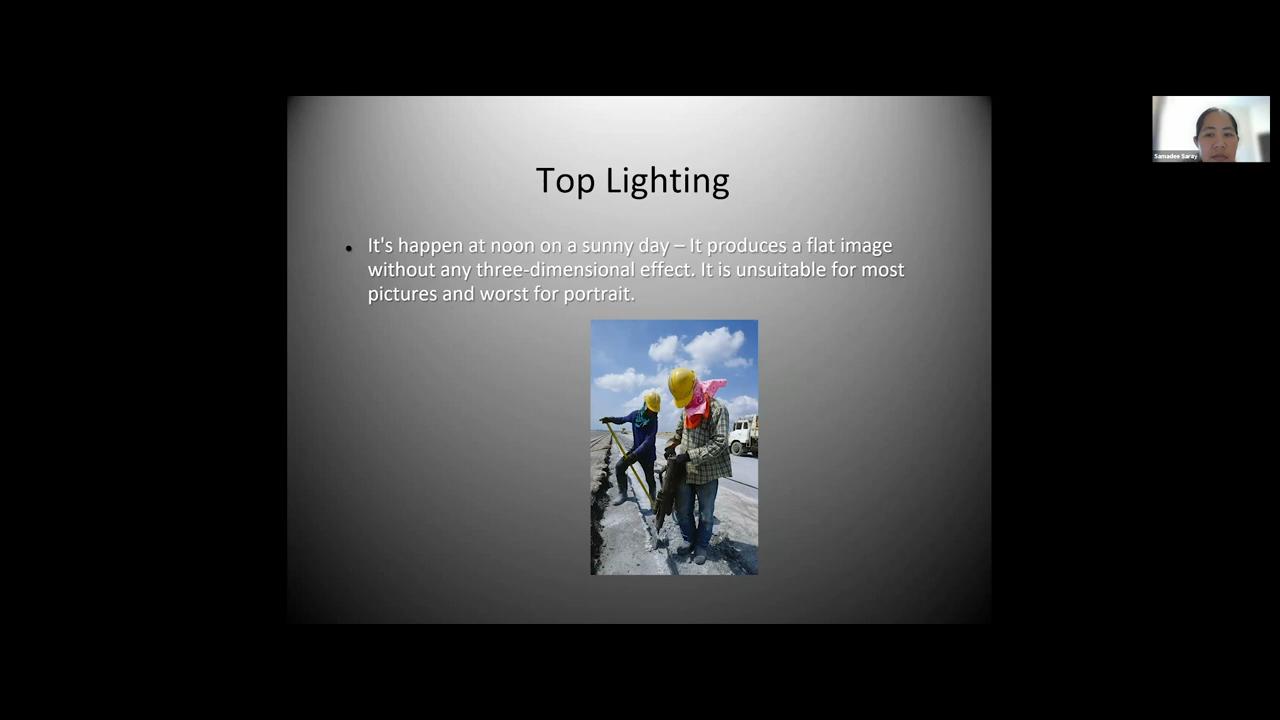 Top Lighting
• It's happen at noon on a sunny day – It produces a flat image
without any three-dimensional effect. It is unsuitable for most
pictures and worst for portrait.
Samadee Saray